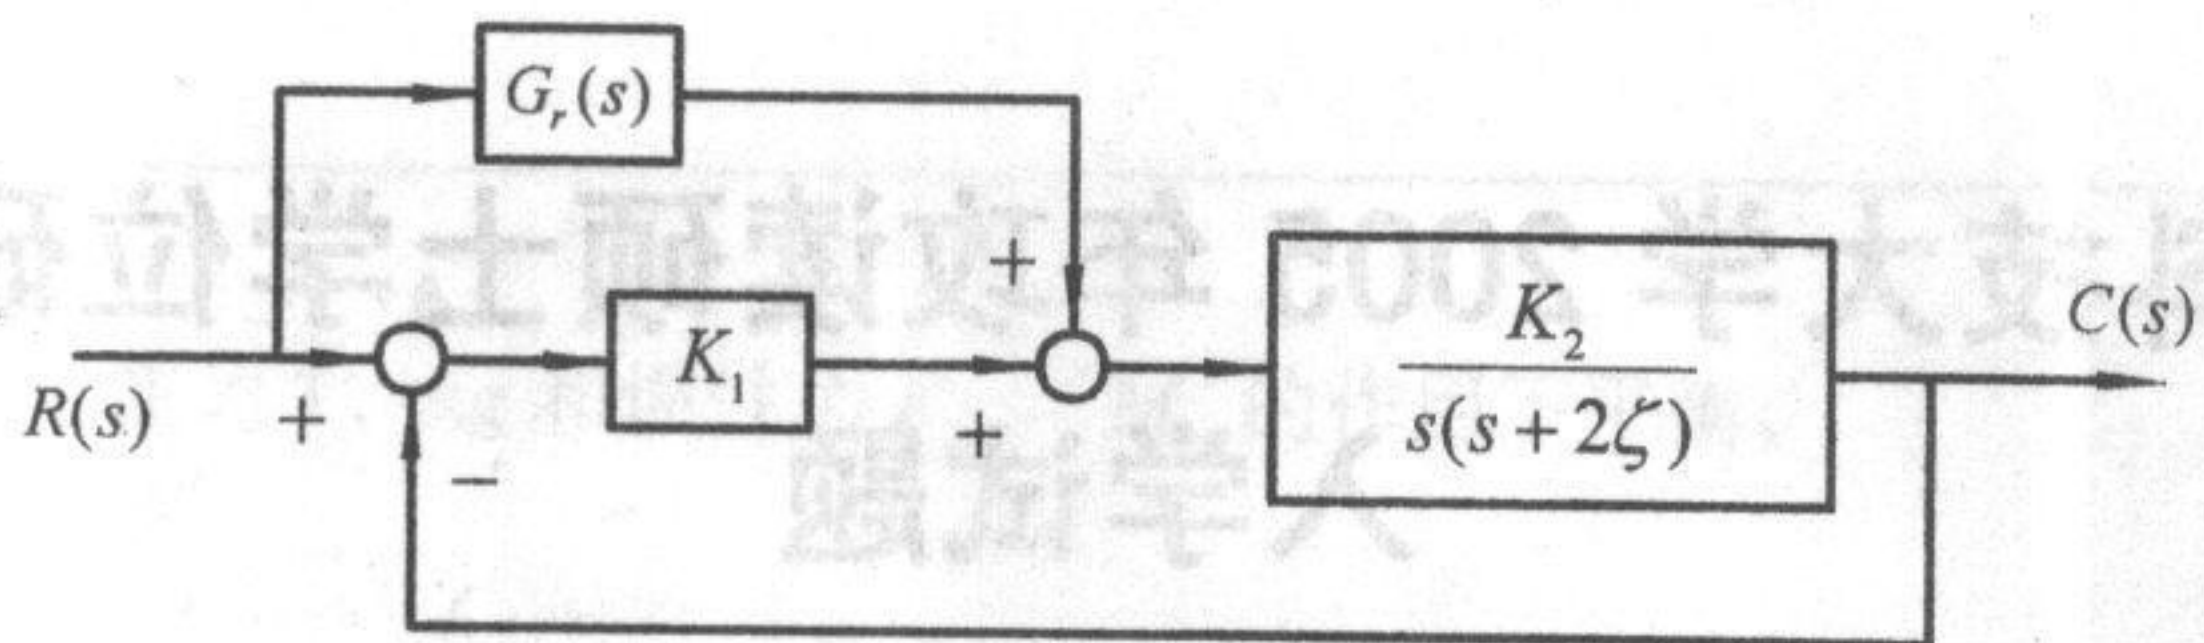 G_r(s)
K_1
K_2
s(s + 2ζ)
R(s)
C(s)
+
−
+
+